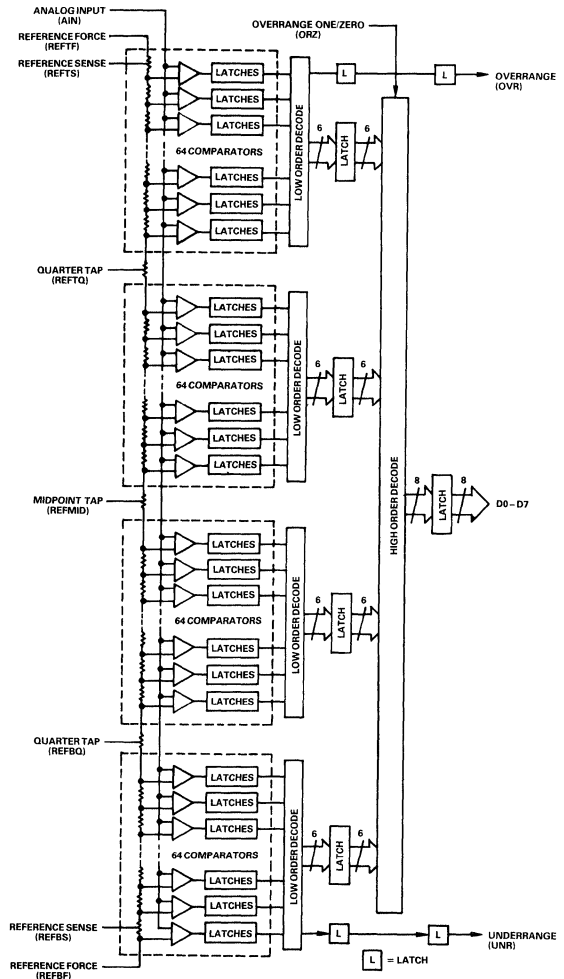 ANALOG INPUT
(AIN)
REFERENCE FORCE
(REFTF)
REFERENCE SENSE
(REFTS)
OVERRANGE ONE/ZERO
(ORZ)
LATCHES
LATCHES
LATCHES
64 COMPARATORS
LATCHES
LATCHES
LATCHES
LOW ORDER DECODE
L
L
OVERRANGE
(OVR)
6
LATCH
6
QUARTER TAP
(REFTQ)
LATCHES
LATCHES
LATCHES
64 COMPARATORS
LATCHES
LATCHES
LATCHES
LOW ORDER DECODE
6
LATCH
6
HIGH ORDER DECODE
8
LATCH
8
D0–D7
MIDPOINT TAP
(REFMID)
LATCHES
LATCHES
LATCHES
64 COMPARATORS
LATCHES
LATCHES
LATCHES
LOW ORDER DECODE
6
LATCH
6
QUARTER TAP
(REFBQ)
LATCHES
LATCHES
LATCHES
64 COMPARATORS
LATCHES
LATCHES
LATCHES
LOW ORDER DECODE
6
LATCH
6
REFERENCE SENSE
(REFBS)
REFERENCE FORCE
(REFBF)
L
L
UNDERRANGE
(UNR)
L = LATCH